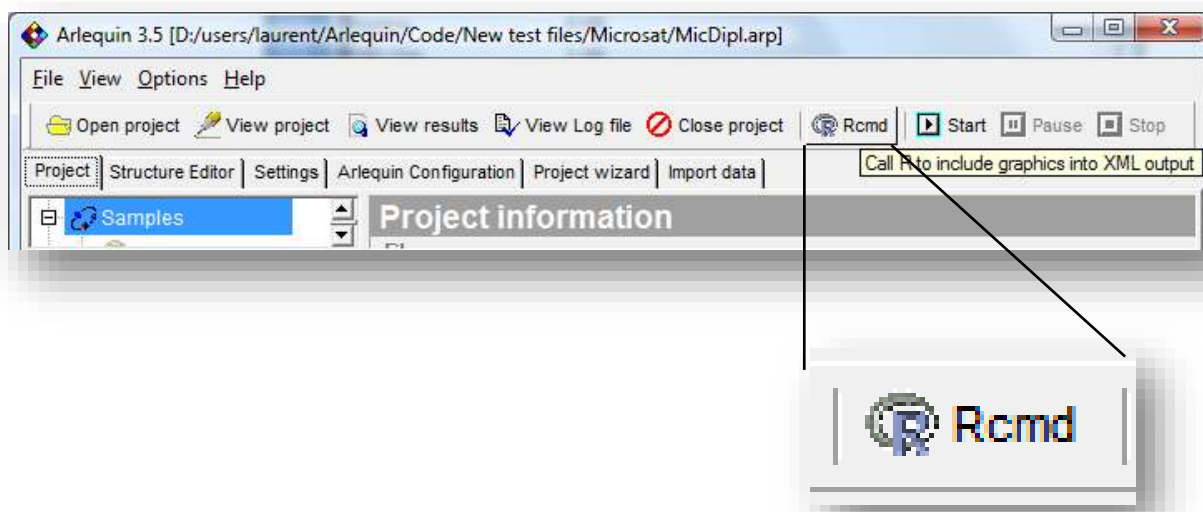 Arlequin 3.5 [D:/users/laurent/Arlequin/Code/New test files/Microsat/MicDipl.arp]
File View Options Help
Open project View project View results View Log file Close project Rcmd Start Pause Stop
Call R to include graphics into XML output
Project Structure Editor Settings Arlequin Configuration Project wizard Import data
Samples Project information
R Rcmd